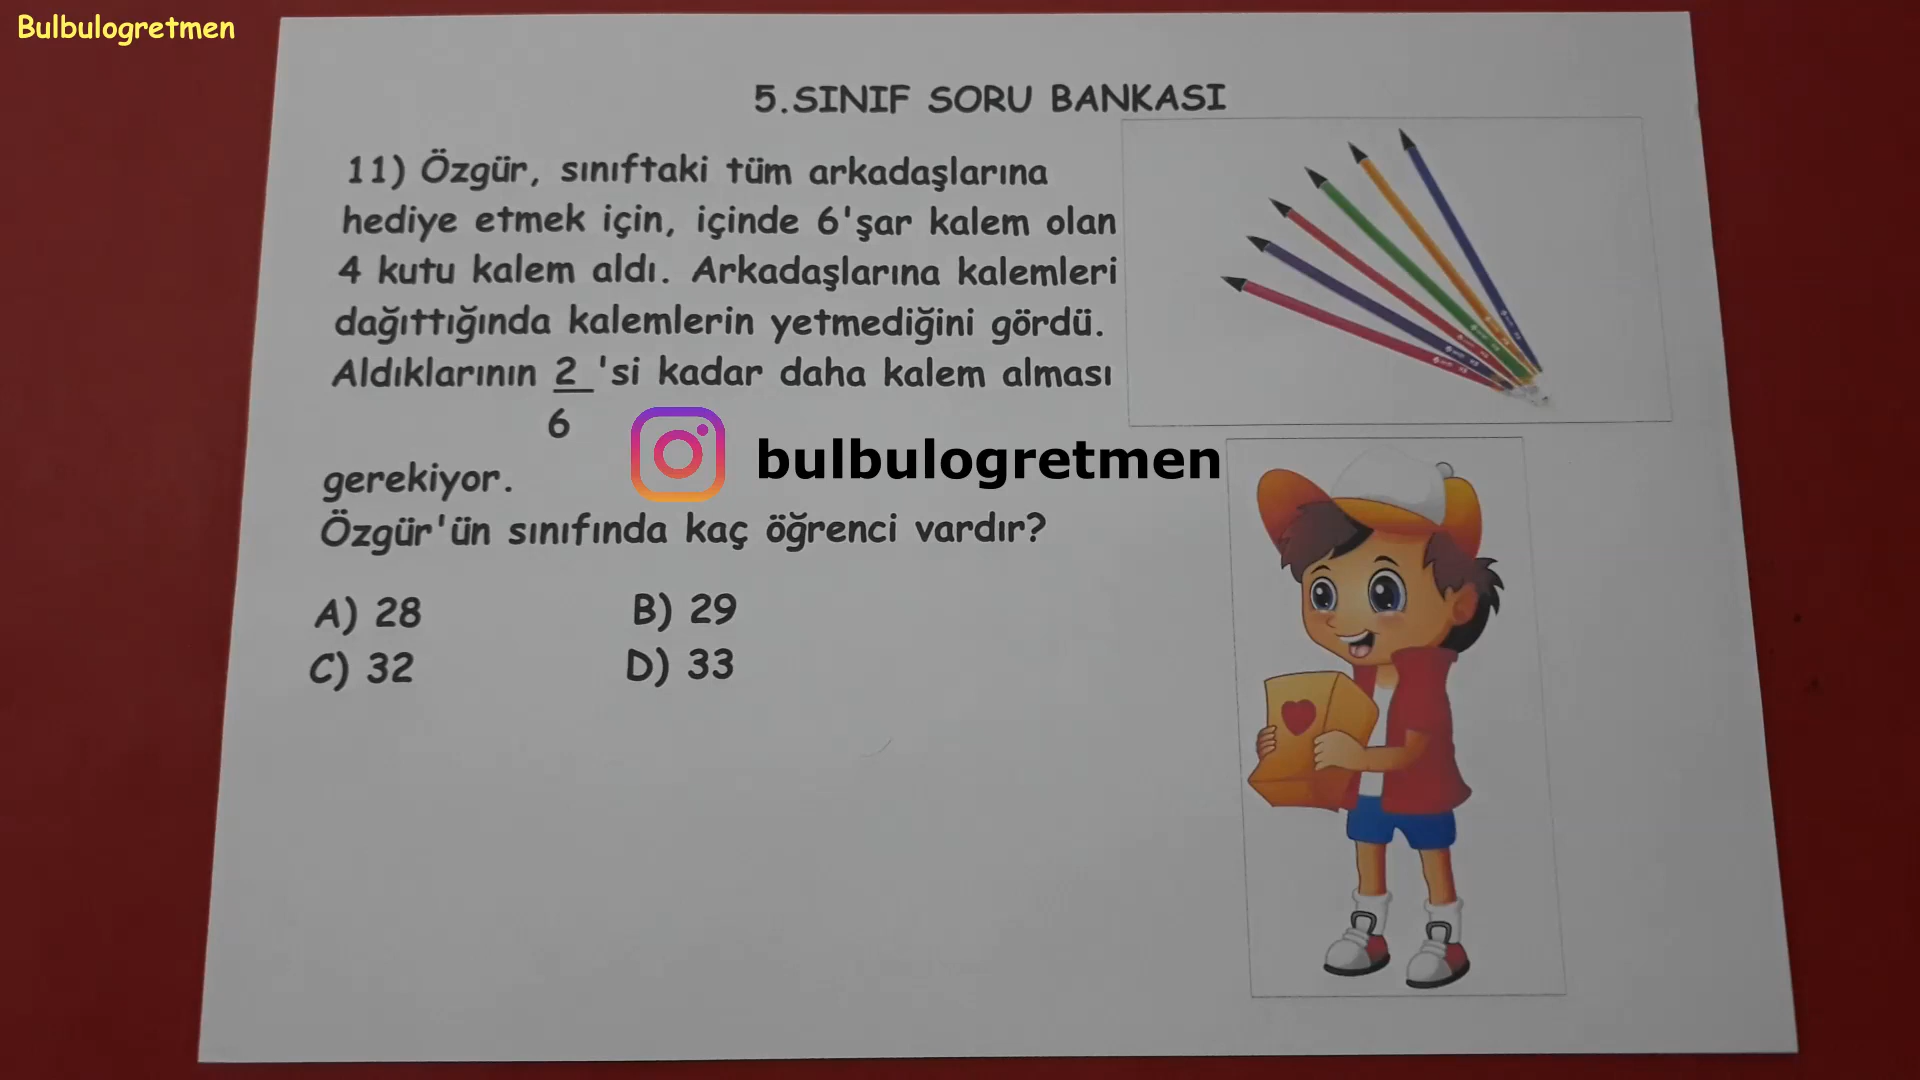 Bulbulogretmen
5.SINIF SORU BANKASI
11) Özgür, sınıftaki tüm arkadaşlarına
hediye etmek için, içinde 6'şar kalem olan
4 kutu kalem aldı. Arkadaşlarına kalemleri
dağıttığında kalemlerin yetmediğini gördü.
Aldıklarının 2 'si kadar daha kalem alması
6
gerekiyor.
bulbulogretmen
Özgür'ün sınıfında kaç öğrenci vardır?
A) 28 B) 29
C) 32 D) 33